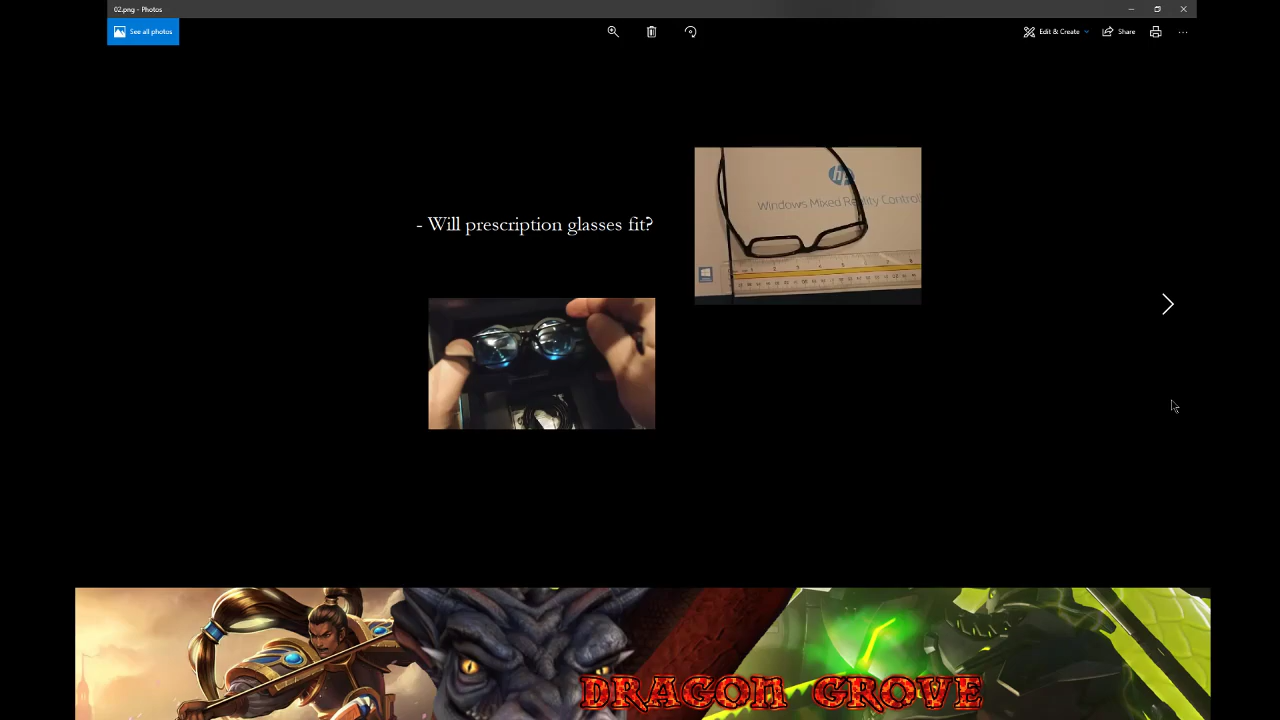 02.png - Photos
See all photos
Edit & Create
Share
- Will prescription glasses fit?
hp
Windows Mixed Reality Control
DRAGON GROVE